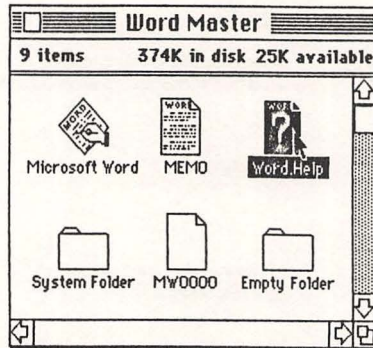 Word Master
9 items 374K in disk 25K available
WORD WORD WORD
Microsoft Word MEMO Word.Help
System Folder MW0000 Empty Folder